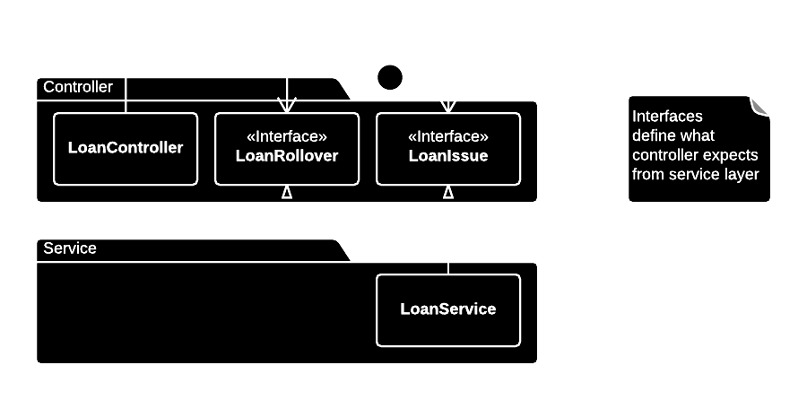 Controller
LoanController
«Interface»
LoanRollover
«Interface»
LoanIssue
Interfaces
define what
controller expects
from service layer
Service
LoanService